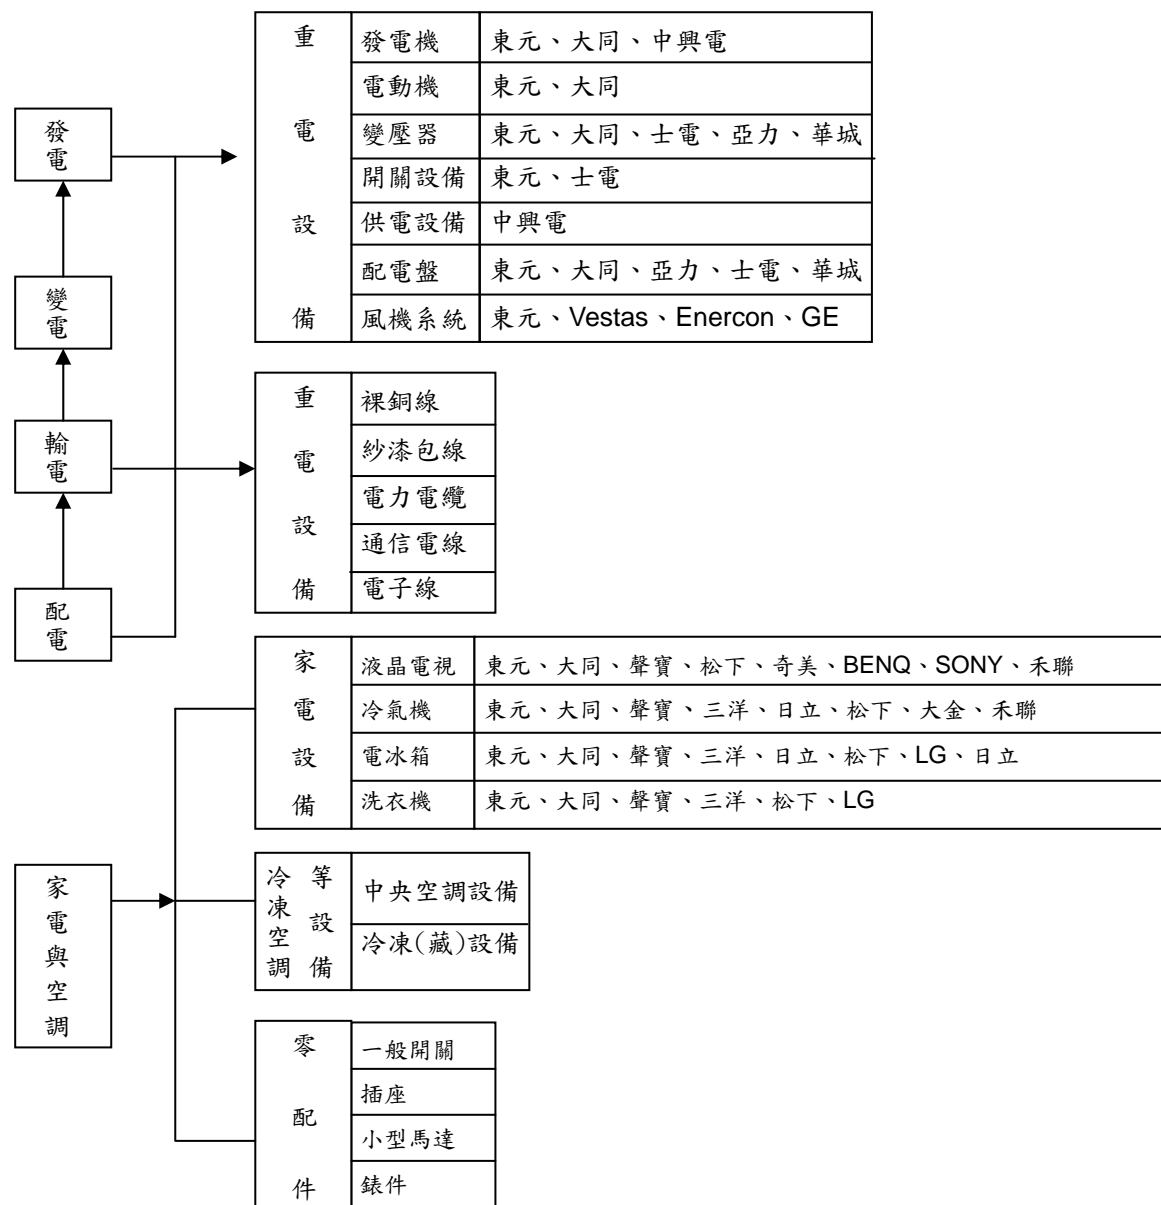 發電
變電
輸電
配電
重電設備
發電機 東元、大同、中興電
電動機 東元、大同
變壓器 東元、大同、士電、亞力、華城
開關設備 東元、士電
供電設備 中興電
配電盤 東元、大同、亞力、士電、華城
風機系統 東元、Vestas、Enercon、GE
重電設備
裸銅線
紗漆包線
電力電纜
通信電線
電子線
家電與空調
家電設備
液晶電視 東元、大同、聲寶、松下、奇美、BENQ、SONY、禾聯
冷氣機 東元、大同、聲寶、三洋、日立、松下、大金、禾聯
電冰箱 東元、大同、聲寶、三洋、日立、松下、LG、日立
洗衣機 東元、大同、聲寶、三洋、松下、LG
冷凍空調等設備
中央空調設備
冷凍(藏)設備
零配件
一般開關
插座
小型馬達
錶件